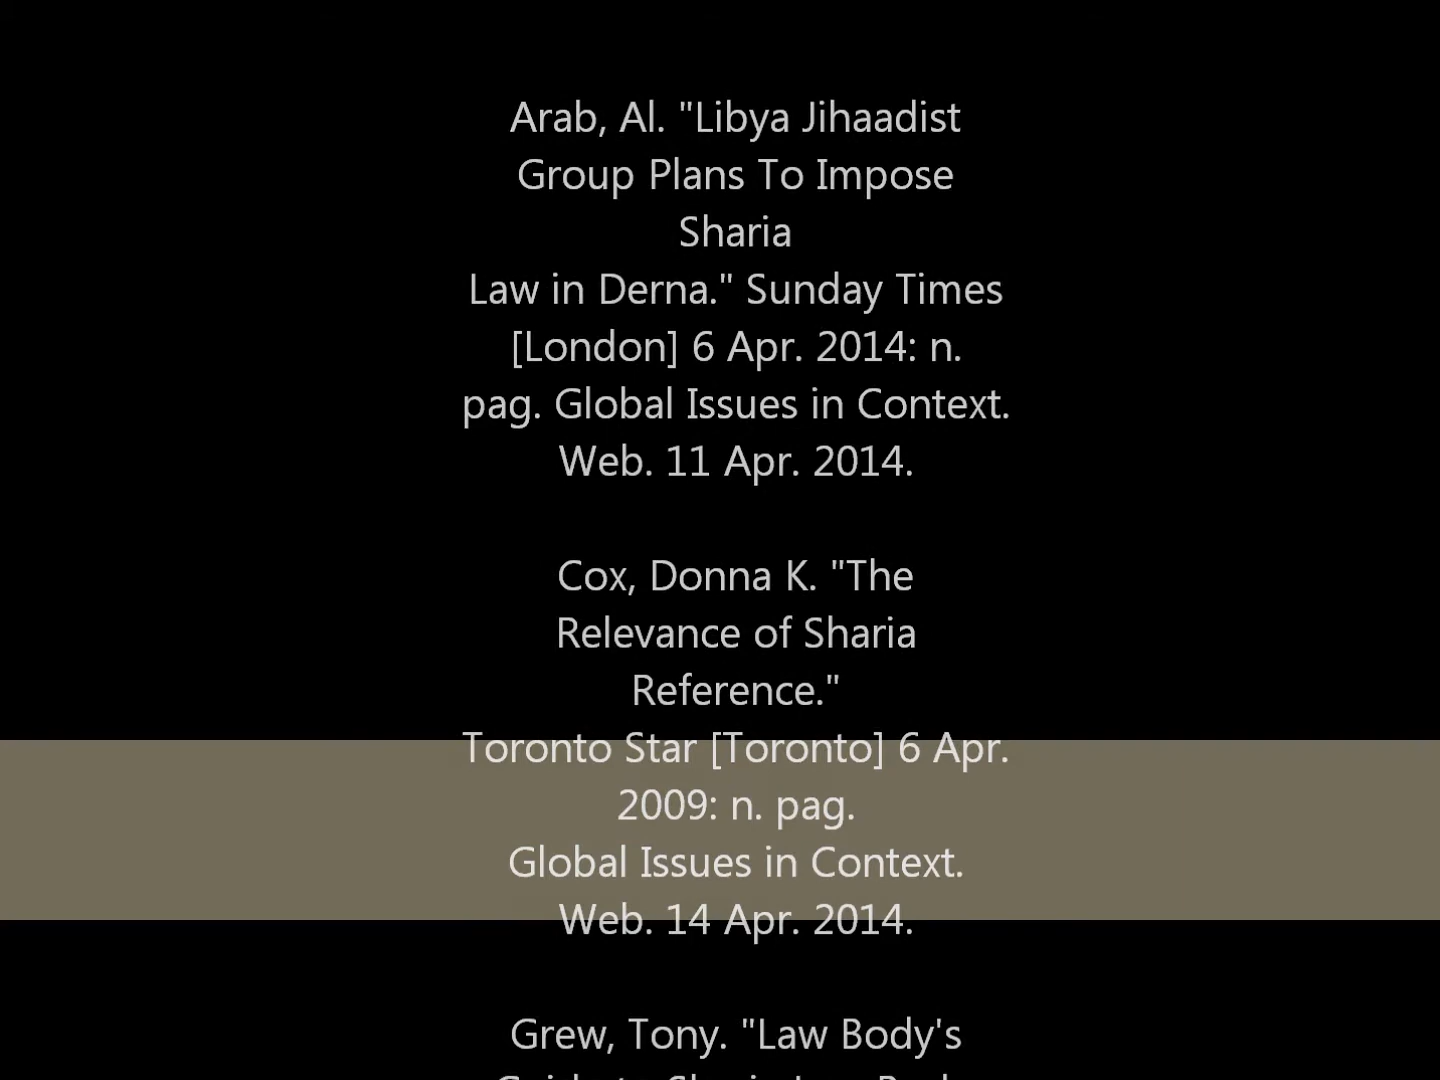 Arab, Al. "Libya Jihaadist
Group Plans To Impose
Sharia
Law in Derna." Sunday Times
[London] 6 Apr. 2014: n.
pag. Global Issues in Context.
Web. 11 Apr. 2014.
Cox, Donna K. "The
Relevance of Sharia
Reference."
Toronto Star [Toronto] 6 Apr.
2009: n. pag.
Global Issues in Context.
Web. 14 Apr. 2014.
Grew, Tony. "Law Body's